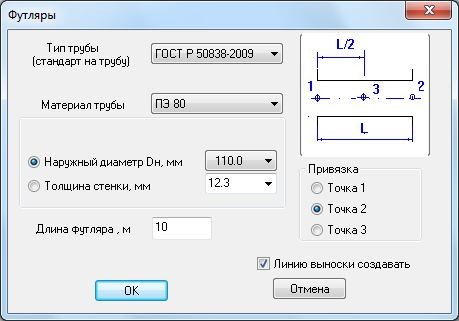 Футляры
Тип трубы
(стандарт на трубу)
ГОСТ Р 50838-2009
Материал трубы
ПЭ 80
Наружный диаметр Dн, мм
110.0
Толщина стенки, мм
12.3
Длина футляра , м
10
L/2
1
3
2
L
Привязка
Точка 1
Точка 2
Точка 3
Линию выноски создавать
OK
Отмена